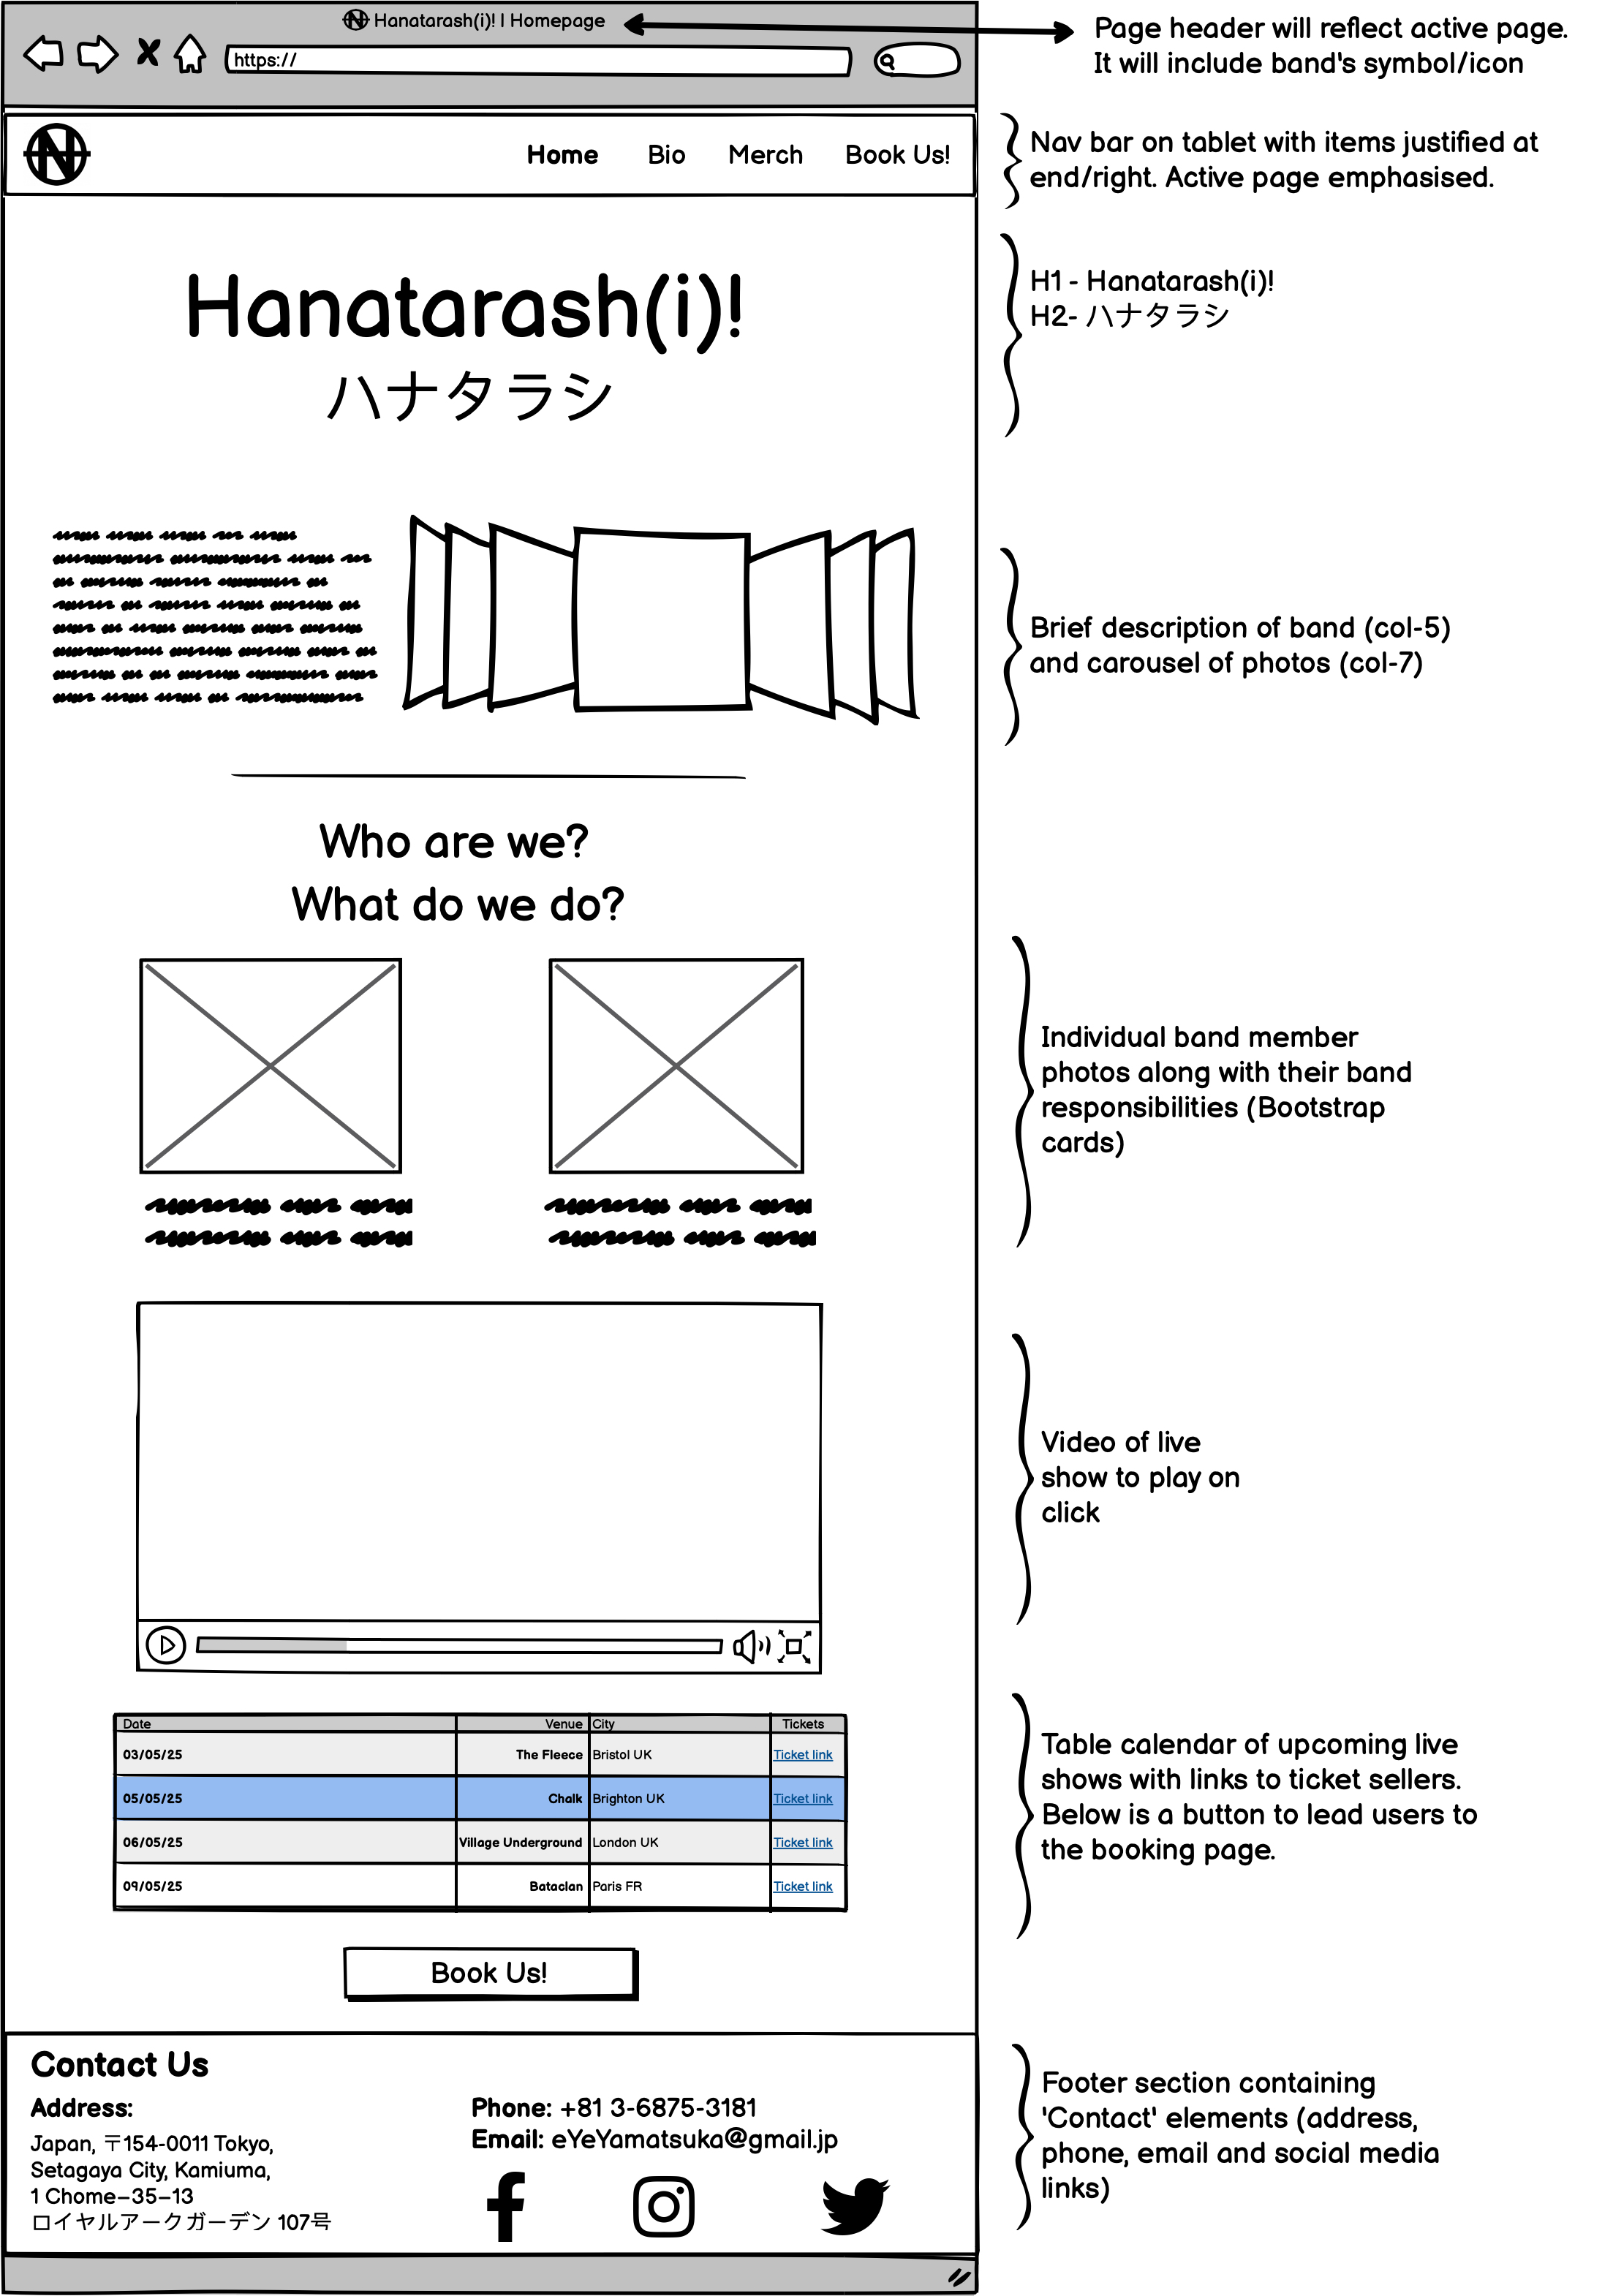 Hanatarash(i)! | Homepage
https://
Page header will reflect active page.
It will include band's symbol/icon
Home Bio Merch Book Us!
Nav bar on tablet with items justified at
end/right. Active page emphasised.
Hanatarash(i)!
ハナタラシ
H1 - Hanatarash(i)!
H2- ハナタラシ
Brief description of band (col-5)
and carousel of photos (col-7)
Who are we?
What do we do?
Individual band member
photos along with their band
responsibilities (Bootstrap
cards)
Video of live
show to play on
click
Date Venue City Tickets
03/05/25 The Fleece Bristol UK Ticket link
05/05/25 Chalk Brighton UK Ticket link
06/05/25 Village Underground London UK Ticket link
09/05/25 Bataclan Paris FR Ticket link
Table calendar of upcoming live
shows with links to ticket sellers.
Below is a button to lead users to
the booking page.
Book Us!
Contact Us
Address:
Japan, 〒154-0011 Tokyo,
Setagaya City, Kamiuma,
1 Chome−35−13
ロイヤルアークガーデン 107号
Phone: +81 3-6875-3181
Email: eYeYamatsuka@gmail.jp
Footer section containing
'Contact' elements (address,
phone, email and social media
links)